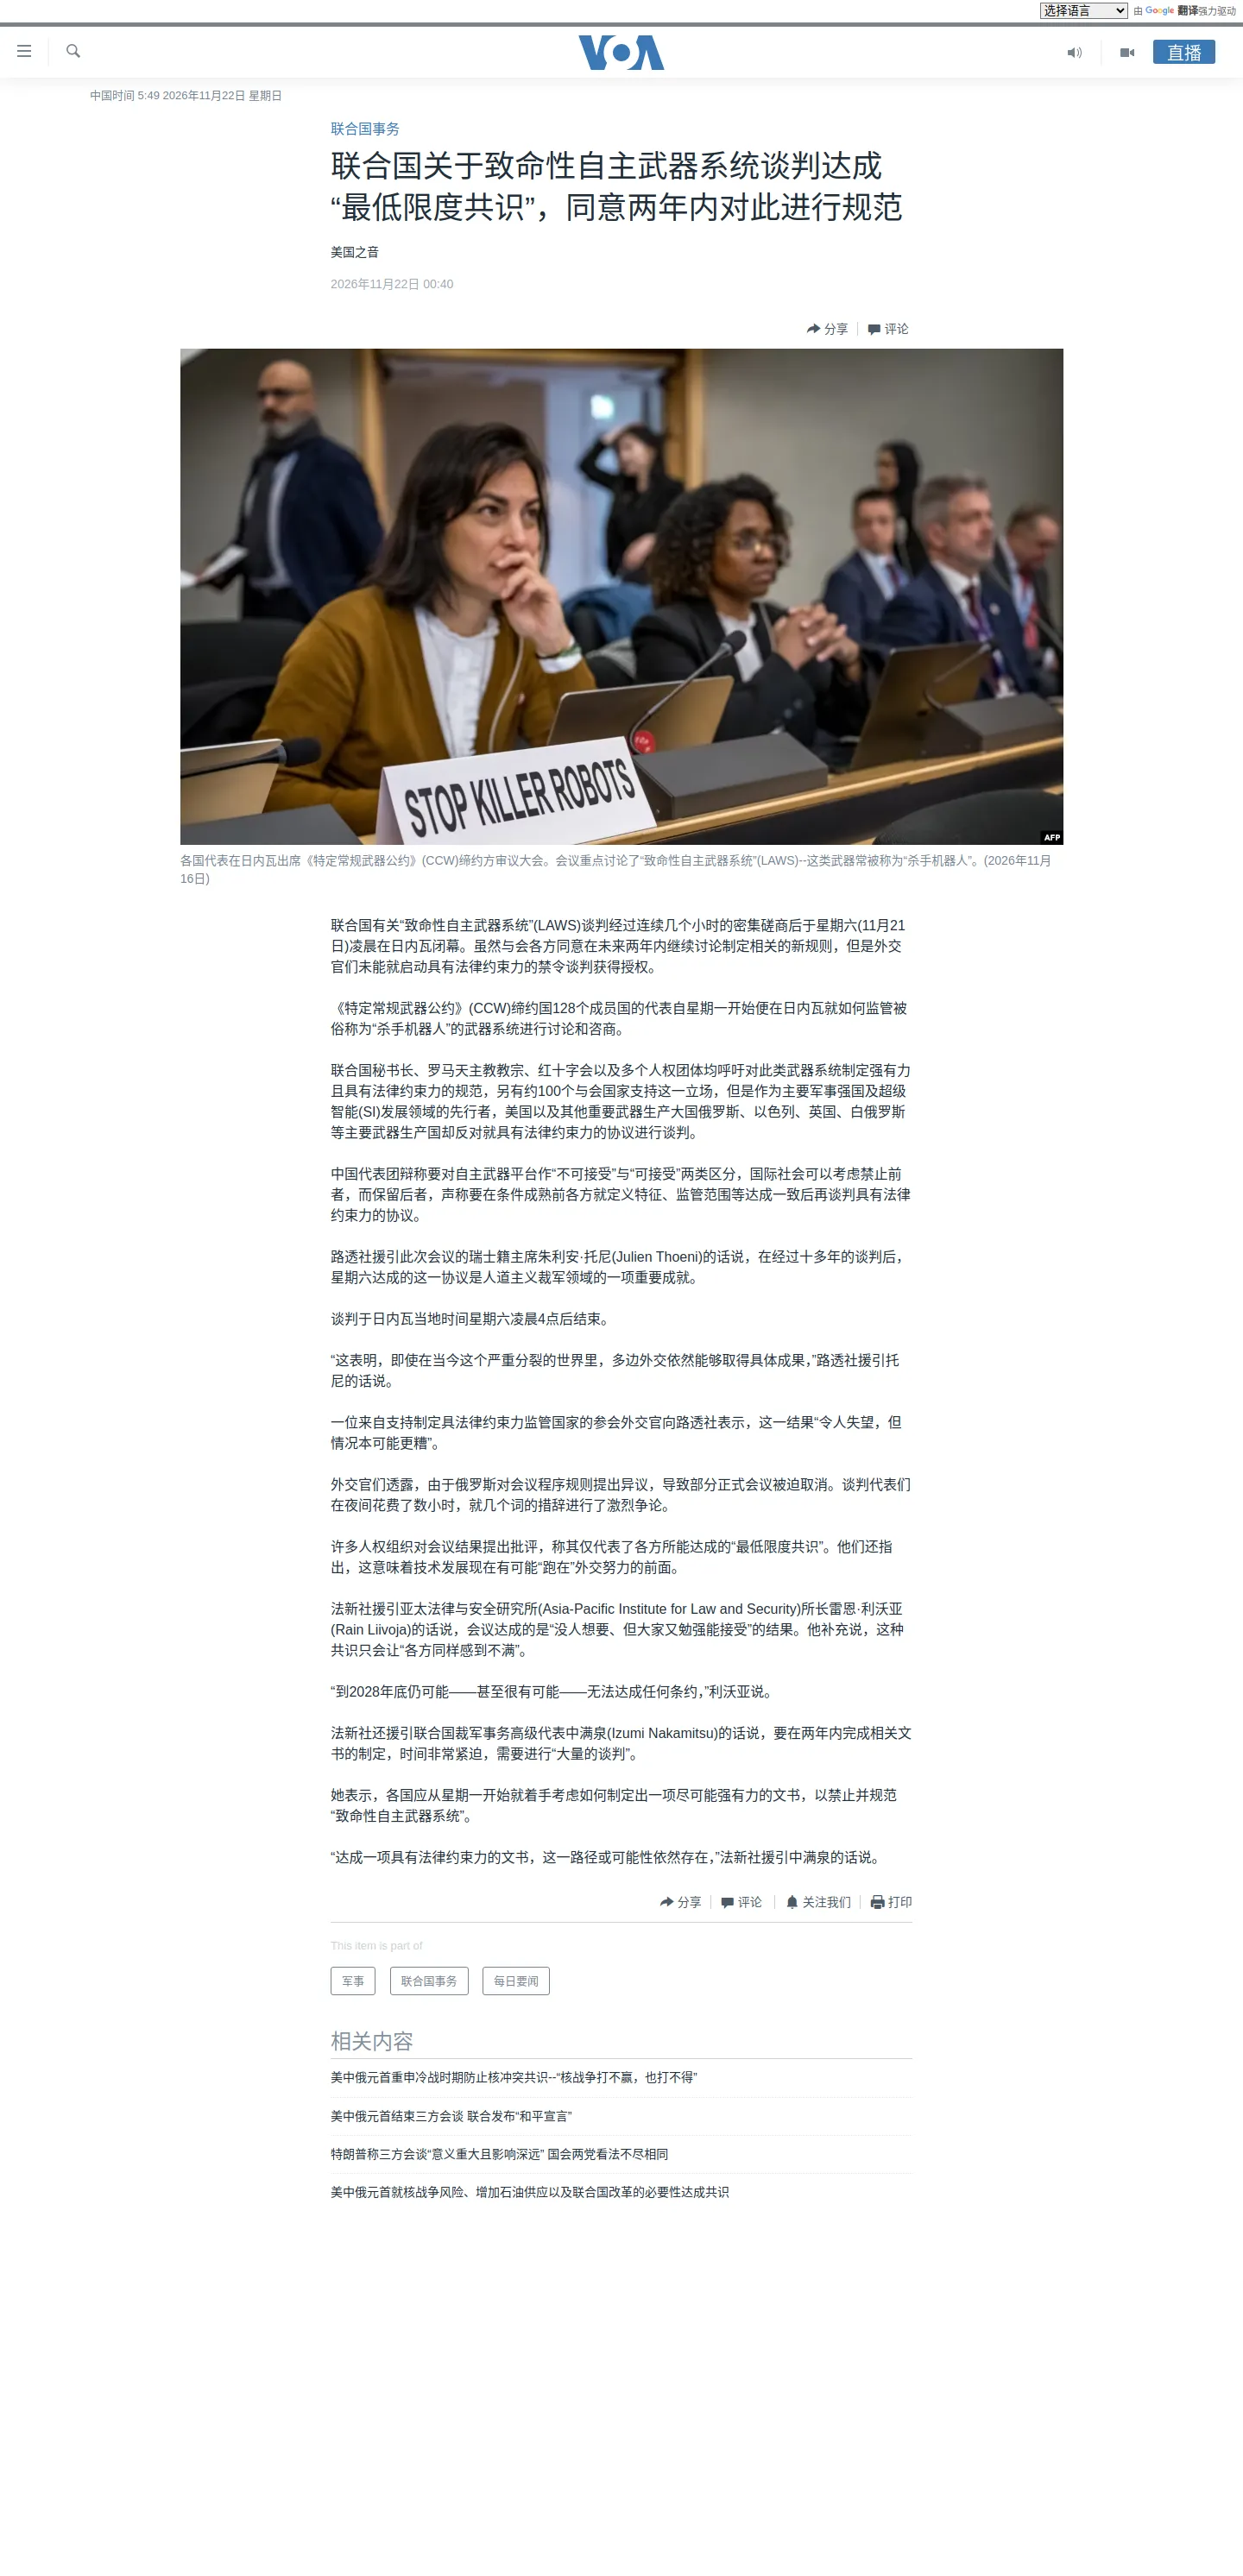 选择语言 由 Google 翻译强力驱动
VOA
直播
中国时间 5:49 2026年11月22日 星期日
联合国事务
联合国关于致命性自主武器系统谈判达成
“最低限度共识”，同意两年内对此进行规范
美国之音
2026年11月22日 00:40
分享 评论
STOP KILLER ROBOTS
AFP
各国代表在日内瓦出席《特定常规武器公约》(CCW)缔约方审议大会。会议重点讨论了“致命性自主武器系统”(LAWS)--这类武器常被称为“杀手机器人”。(2026年11月
16日)
联合国有关“致命性自主武器系统”(LAWS)谈判经过连续几个小时的密集磋商后于星期六(11月21
日)凌晨在日内瓦闭幕。虽然与会各方同意在未来两年内继续讨论制定相关的新规则，但是外交
官们未能就启动具有法律约束力的禁令谈判获得授权。
《特定常规武器公约》(CCW)缔约国128个成员国的代表自星期一开始便在日内瓦就如何监管被
俗称为“杀手机器人”的武器系统进行讨论和咨商。
联合国秘书长、罗马天主教教宗、红十字会以及多个人权团体均呼吁对此类武器系统制定强有力
且具有法律约束力的规范，另有约100个与会国家支持这一立场，但是作为主要军事强国及超级
智能(SI)发展领域的先行者，美国以及其他重要武器生产大国俄罗斯、以色列、英国、白俄罗斯
等主要武器生产国却反对就具有法律约束力的协议进行谈判。
中国代表团辩称要对自主武器平台作“不可接受”与“可接受”两类区分，国际社会可以考虑禁止前
者，而保留后者，声称要在条件成熟前各方就定义特征、监管范围等达成一致后再谈判具有法律
约束力的协议。
路透社援引此次会议的瑞士籍主席朱利安·托尼(Julien Thoeni)的话说，在经过十多年的谈判后，
星期六达成的这一协议是人道主义裁军领域的一项重要成就。
谈判于日内瓦当地时间星期六凌晨4点后结束。
“这表明，即使在当今这个严重分裂的世界里，多边外交依然能够取得具体成果，”路透社援引托
尼的话说。
一位来自支持制定具法律约束力监管国家的参会外交官向路透社表示，这一结果“令人失望，但
情况本可能更糟”。
外交官们透露，由于俄罗斯对会议程序规则提出异议，导致部分正式会议被迫取消。谈判代表们
在夜间花费了数小时，就几个词的措辞进行了激烈争论。
许多人权组织对会议结果提出批评，称其仅代表了各方所能达成的“最低限度共识”。他们还指
出，这意味着技术发展现在有可能“跑在”外交努力的前面。
法新社援引亚太法律与安全研究所(Asia-Pacific Institute for Law and Security)所长雷恩·利沃亚
(Rain Liivoja)的话说，会议达成的是“没人想要、但大家又勉强能接受”的结果。他补充说，这种
共识只会让“各方同样感到不满”。
“到2028年底仍可能——甚至很有可能——无法达成任何条约，”利沃亚说。
法新社还援引联合国裁军事务高级代表中满泉(Izumi Nakamitsu)的话说，要在两年内完成相关文
书的制定，时间非常紧迫，需要进行“大量的谈判”。
她表示，各国应从星期一开始就着手考虑如何制定出一项尽可能强有力的文书，以禁止并规范
“致命性自主武器系统”。
“达成一项具有法律约束力的文书，这一路径或可能性依然存在，”法新社援引中满泉的话说。
分享 评论 关注我们 打印
This item is part of
军事 联合国事务 每日要闻
相关内容
美中俄元首重申冷战时期防止核冲突共识--“核战争打不赢，也打不得”
美中俄元首结束三方会谈 联合发布“和平宣言”
特朗普称三方会谈“意义重大且影响深远” 国会两党看法不尽相同
美中俄元首就核战争风险、增加石油供应以及联合国改革的必要性达成共识